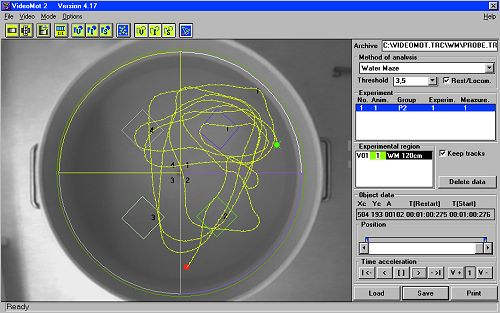 VideoMot 2 Version 4.17
File Video Mode Options Help
Archive C:\VIDEOMOT.TRC\WM\PROBE.TR
Method of analysis
Water Maze
Threshold 3,5 Rest/Locom.
Experiment
No. Anim. Group Experim. Measure.
1 1 P2 1 1
Experimental region
V01 1 WM 120cm
Keep tracks
Delete data
Object data
Xc Yc A T(Restart) T(Start)
504 193 00102 00:01:00:275 00:01:00:276
Position
Time acceleration
|<- < [ ] > ->| V + 1 V -
Load Save Print
1
4 1
3 2
3
Ready